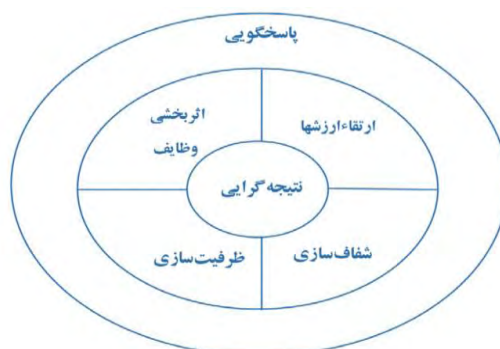 پاسخگویی
ارتقاءارزشها
اثربخشی
وظایف
نتیجه‌گرایی
شفاف‌سازی
ظرفیت‌سازی